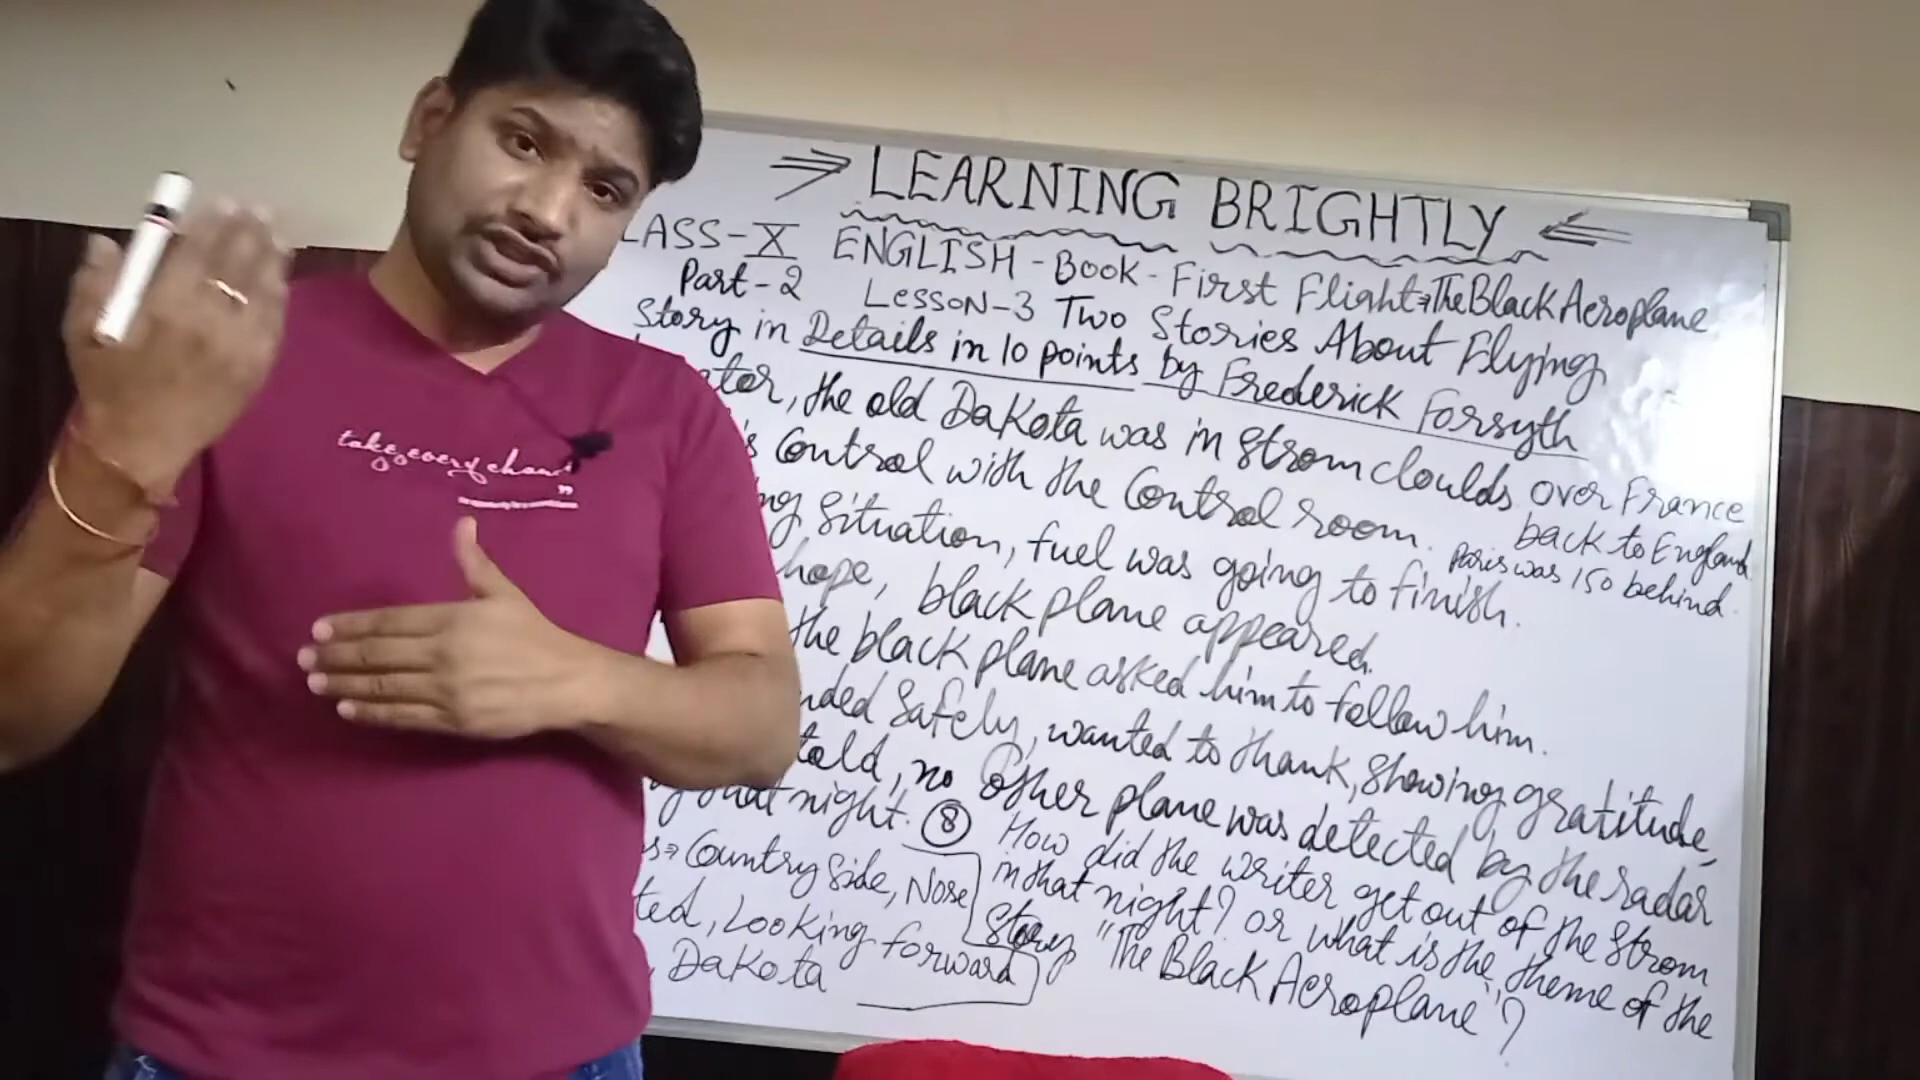 LEARNING BRIGHTLY
LASS-X ENGLISH - Book - First Flight⇒The Black Aeroplane
Part-2 Lesson-3 Two Stories About Flying
Story in Details in 10 points by Frederick Forsyth
ator, the old Dakota was in Strom cloulds over France
back to England
's Control with the Control room. Paris was 150 behind.
ng Situation, fuel was going to finish.
hope, black plane appeared.
the black plane asked him to follow him.
nded Safely, wanted to thank, showing gratitude,
told, no other plane was detected by the radar
that night. ⑧ How did the writer get out of the Strom
s⇒Country Side, Nose in that night? or what is the theme of the
ted, Looking forward Story "The Black Aeroplane"?
, Dakota
take every chance